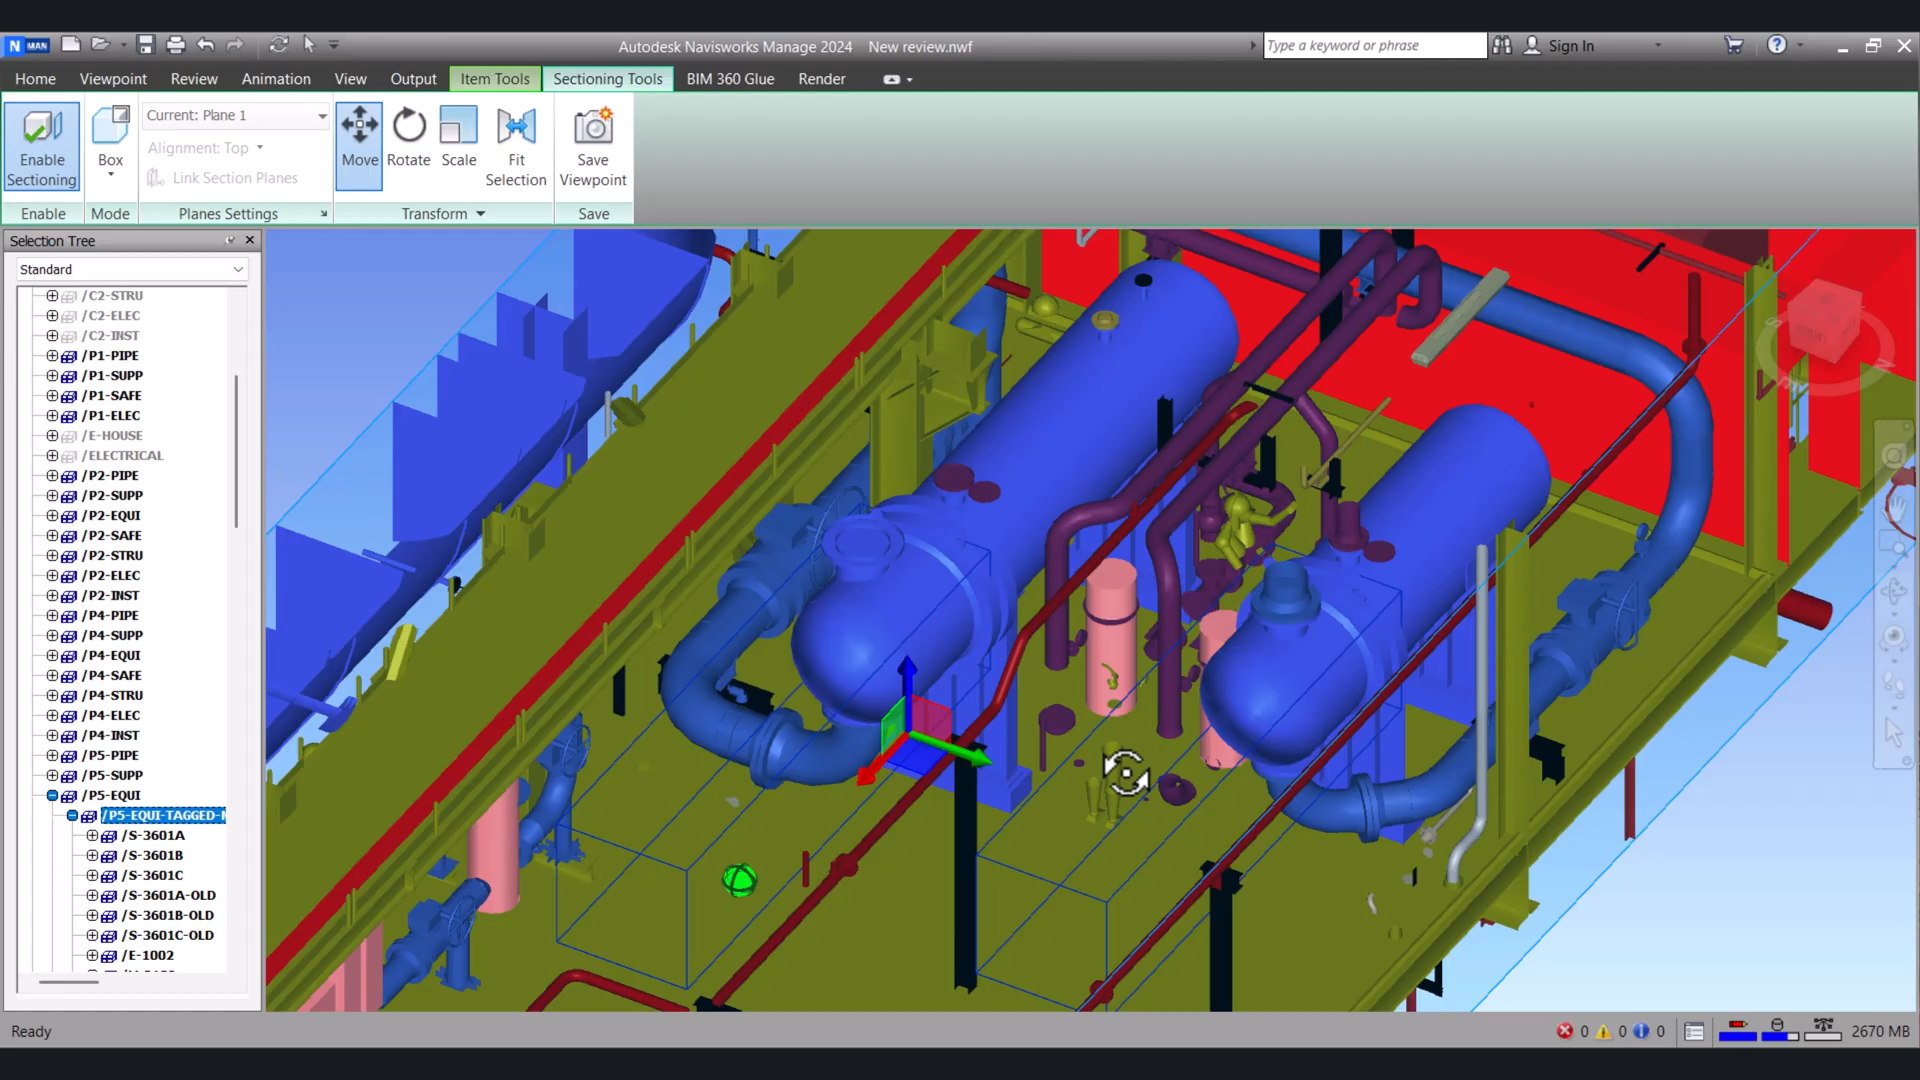 N MAN
Autodesk Navisworks Manage 2024 New review.nwf
Type a keyword or phrase
Sign In
Home Viewpoint Review Animation View Output Item Tools Sectioning Tools BIM 360 Glue Render
Enable
Sectioning
Box
Current: Plane 1
Alignment: Top
Link Section Planes
Move
Rotate
Scale
Fit
Selection
Save
Viewpoint
Enable Mode Planes Settings Transform Save
Selection Tree
Standard
/C2-STRU
/C2-ELEC
/C2-INST
/P1-PIPE
/P1-SUPP
/P1-SAFE
/P1-ELEC
/E-HOUSE
/ELECTRICAL
/P2-PIPE
/P2-SUPP
/P2-EQUI
/P2-SAFE
/P2-STRU
/P2-ELEC
/P2-INST
/P4-PIPE
/P4-SUPP
/P4-EQUI
/P4-SAFE
/P4-STRU
/P4-ELEC
/P4-INST
/P5-PIPE
/P5-SUPP
/P5-EQUI
/P5-EQUI-TAGGED-
/S-3601A
/S-3601B
/S-3601C
/S-3601A-OLD
/S-3601B-OLD
/S-3601C-OLD
/E-1002
Ready
0 0 0 2670 MB